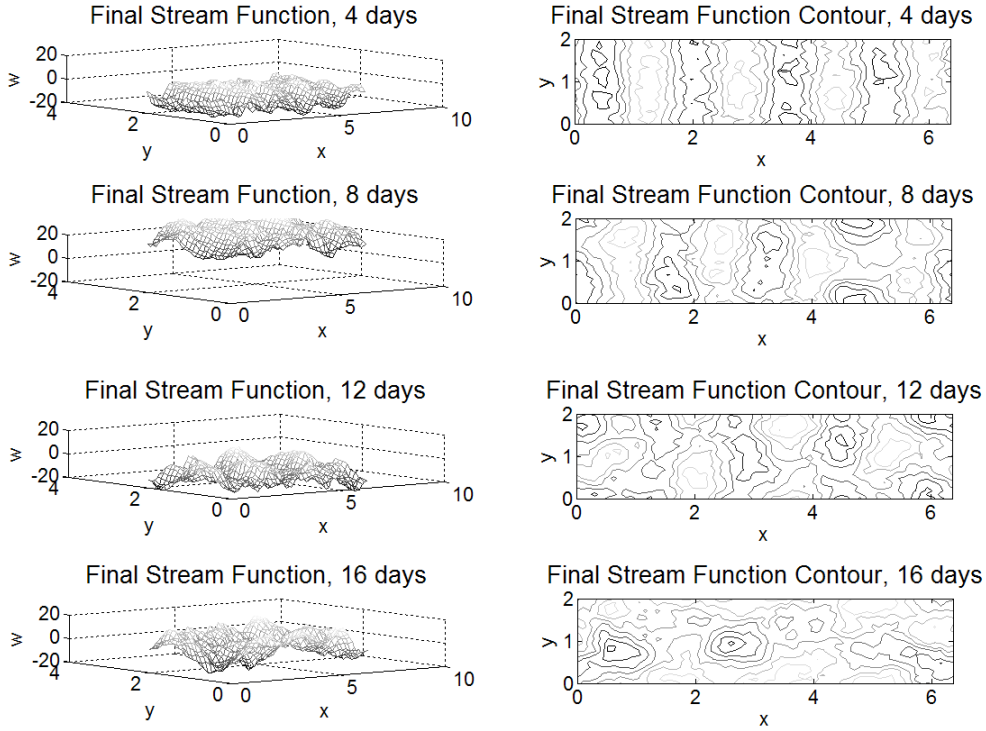 Final Stream Function, 4 days
20
0
-20
w
4
2
0
y
0
5
10
x
Final Stream Function Contour, 4 days
2
1
0
y
0
2
4
6
x
Final Stream Function, 8 days
20
0
-20
w
4
2
0
y
0
5
10
x
Final Stream Function Contour, 8 days
2
1
0
y
0
2
4
6
x
Final Stream Function, 12 days
20
0
-20
w
4
2
0
y
0
5
10
x
Final Stream Function Contour, 12 days
2
1
0
y
0
2
4
6
x
Final Stream Function, 16 days
20
0
-20
w
4
2
0
y
0
5
10
x
Final Stream Function Contour, 16 days
2
1
0
y
0
2
4
6
x